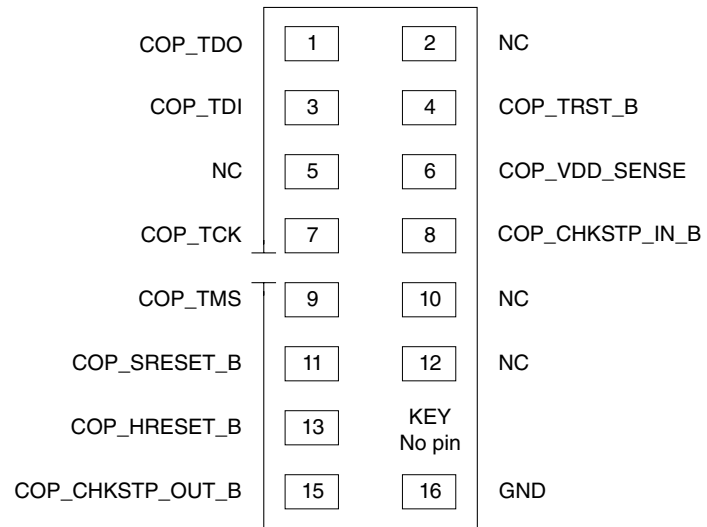 COP_TDO 1 2 NC
COP_TDI 3 4 COP_TRST_B
NC 5 6 COP_VDD_SENSE
COP_TCK 7 8 COP_CHKSTP_IN_B
COP_TMS 9 10 NC
COP_SRESET_B 11 12 NC
COP_HRESET_B 13 KEY
No pin
COP_CHKSTP_OUT_B 15 16 GND